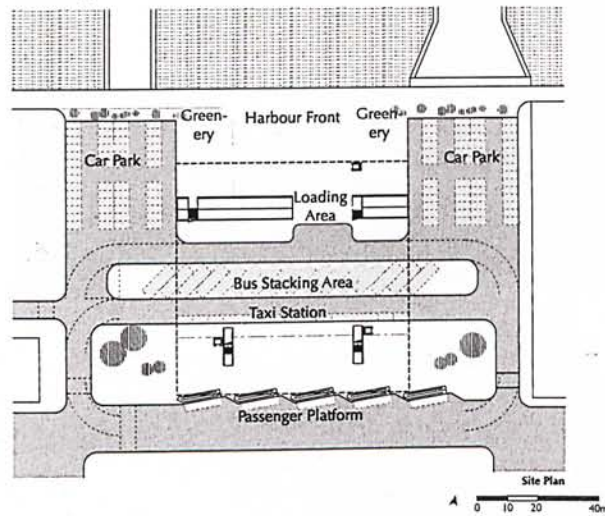 Green-
ery
Harbour Front
Green-
ery
Car Park
Car Park
Loading
Area
Bus Stacking Area
Taxi Station
Passenger Platform
Site Plan
A 0 10 20 40m